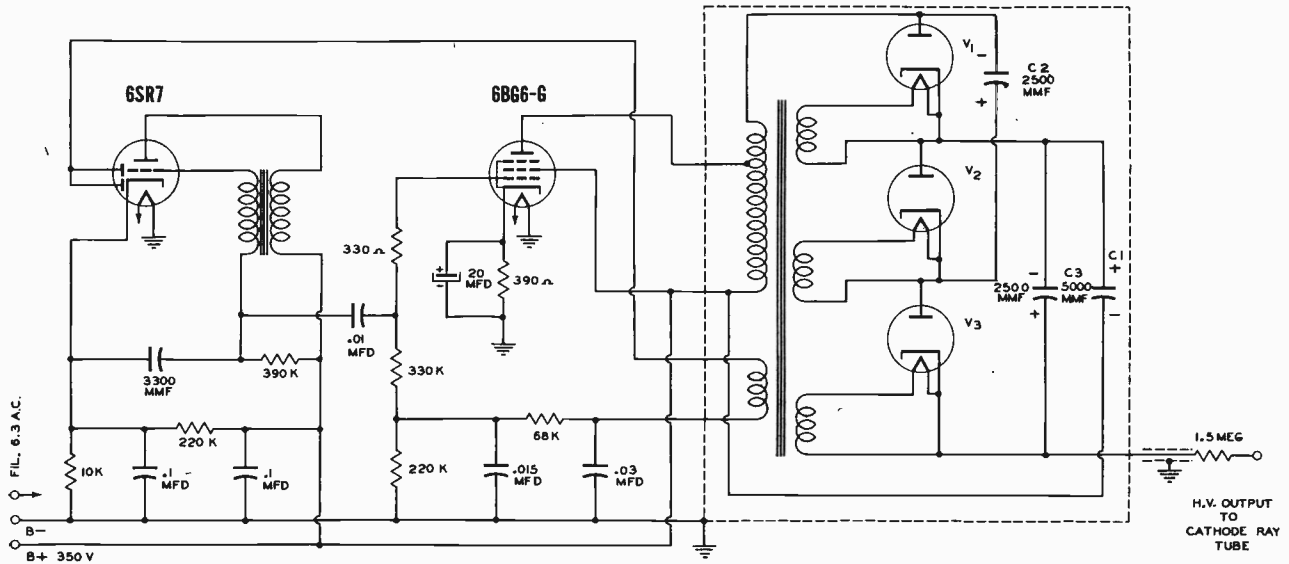 6SR7
6BG6-G
V1
-
C2
2500
MMF
+
V2
V3
330 Ω
+
-
20
MFD
390 Ω
.01
MFD
3300
MMF
390 K
330 K
220 K
68 K
10K
.1
MFD
.1
MFD
220 K
.015
MFD
.03
MFD
-
2500
MMF
+
C3
5000
MMF
C1
+
-
1.5 MEG
H.V. OUTPUT
TO
CATHODE RAY
TUBE
FIL. 6.3 A.C.
B-
B+ 350 V